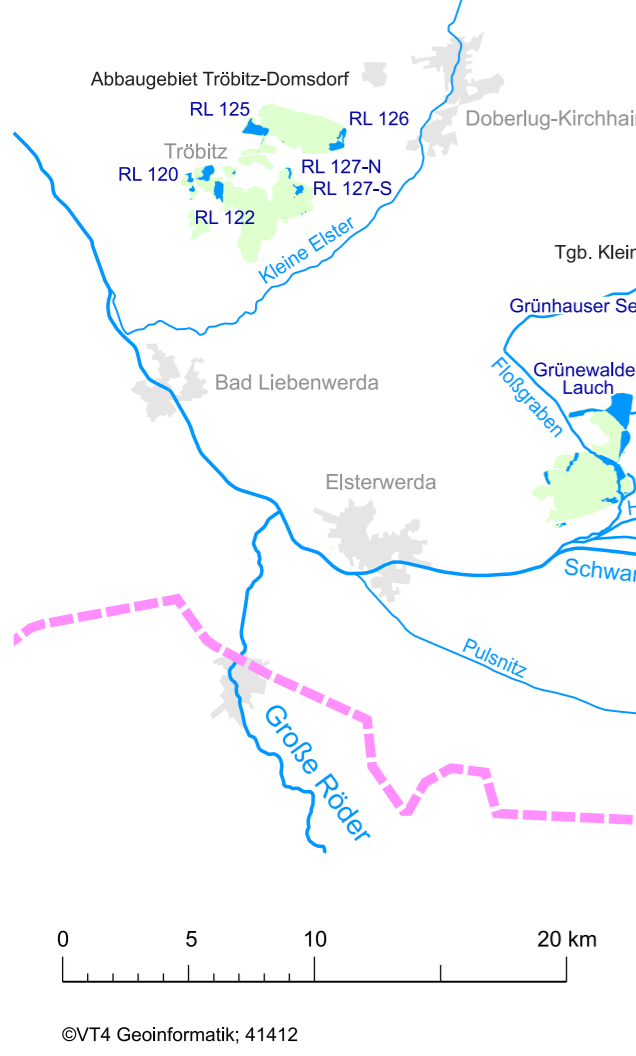 Abbaugebiet Tröbitz-Domsdorf
RL 125
RL 126
Doberlug-Kirchhai
Tröbitz
RL 120
RL 127-N
RL 127-S
RL 122
Kleine Elster
Tgb. Klein
Grünhauser Se
Floßgraben
Grünewalde
Lauch
Bad Liebenwerda
Elsterwerda
H
Schwar
Pulsnitz
Große Röder
0 5 10 20 km
©VT4 Geoinformatik; 41412